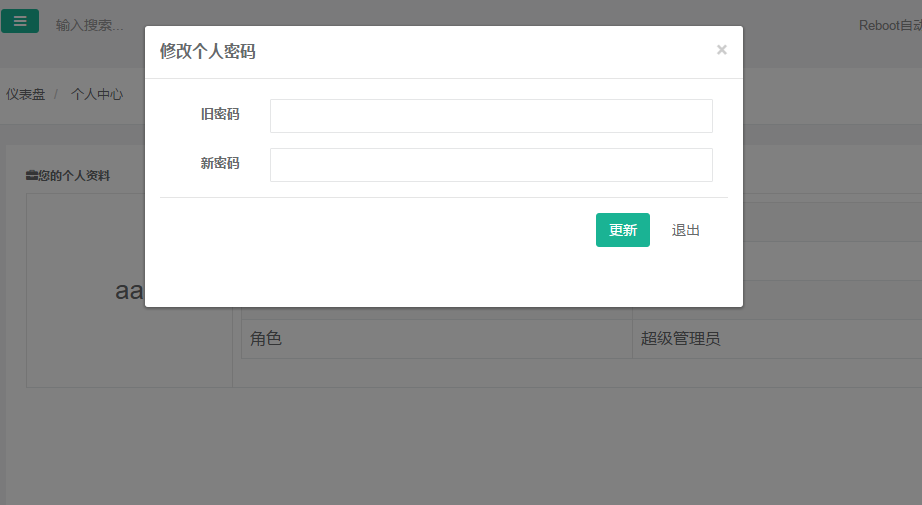 输入搜索...
Reboot自动
修改个人密码
×
仪表盘 / 个人中心
旧密码
新密码
您的个人资料
更新 退出
aa
角色 超级管理员